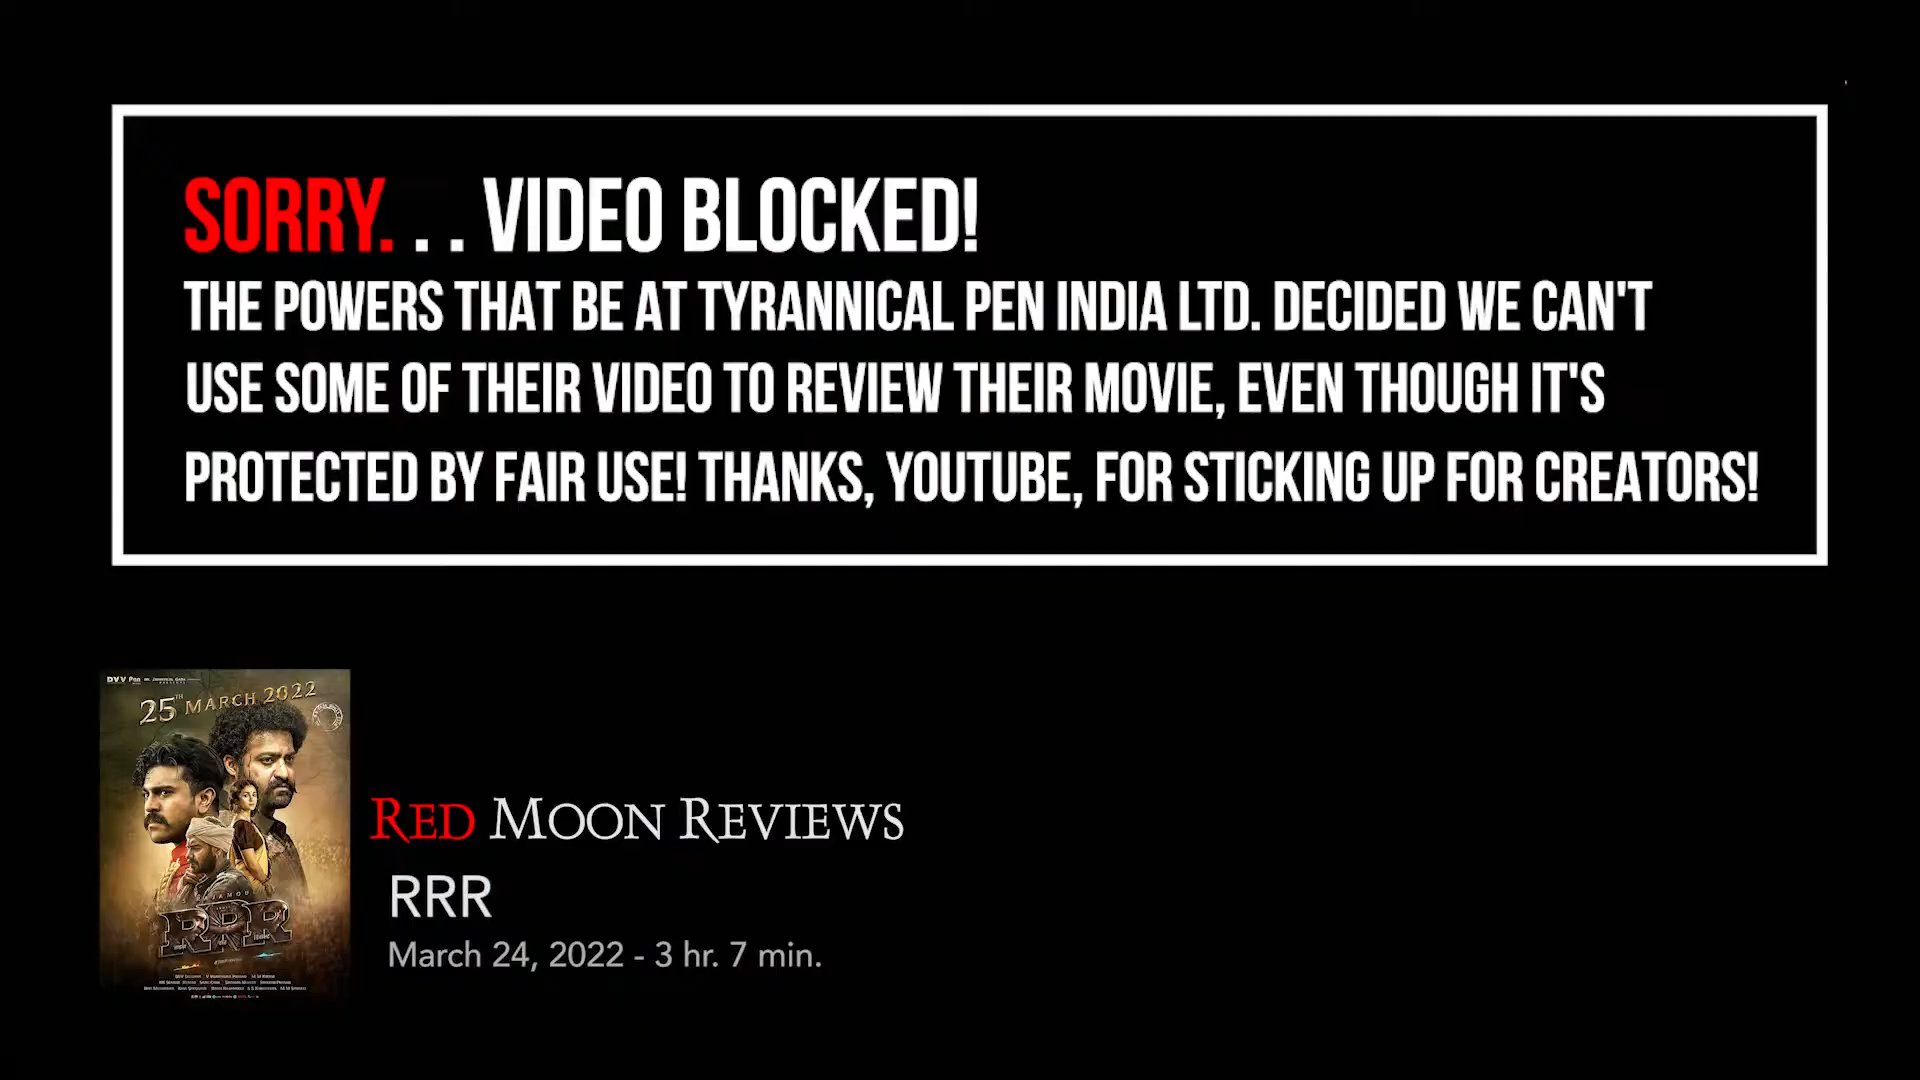 SORRY. . . VIDEO BLOCKED!
THE POWERS THAT BE AT TYRANNICAL PEN INDIA LTD. DECIDED WE CAN'T
USE SOME OF THEIR VIDEO TO REVIEW THEIR MOVIE, EVEN THOUGH IT'S
PROTECTED BY FAIR USE! THANKS, YOUTUBE, FOR STICKING UP FOR CREATORS!
25TH MARCH 2022
RRR
RED MOON REVIEWS
RRR
March 24, 2022 - 3 hr. 7 min.